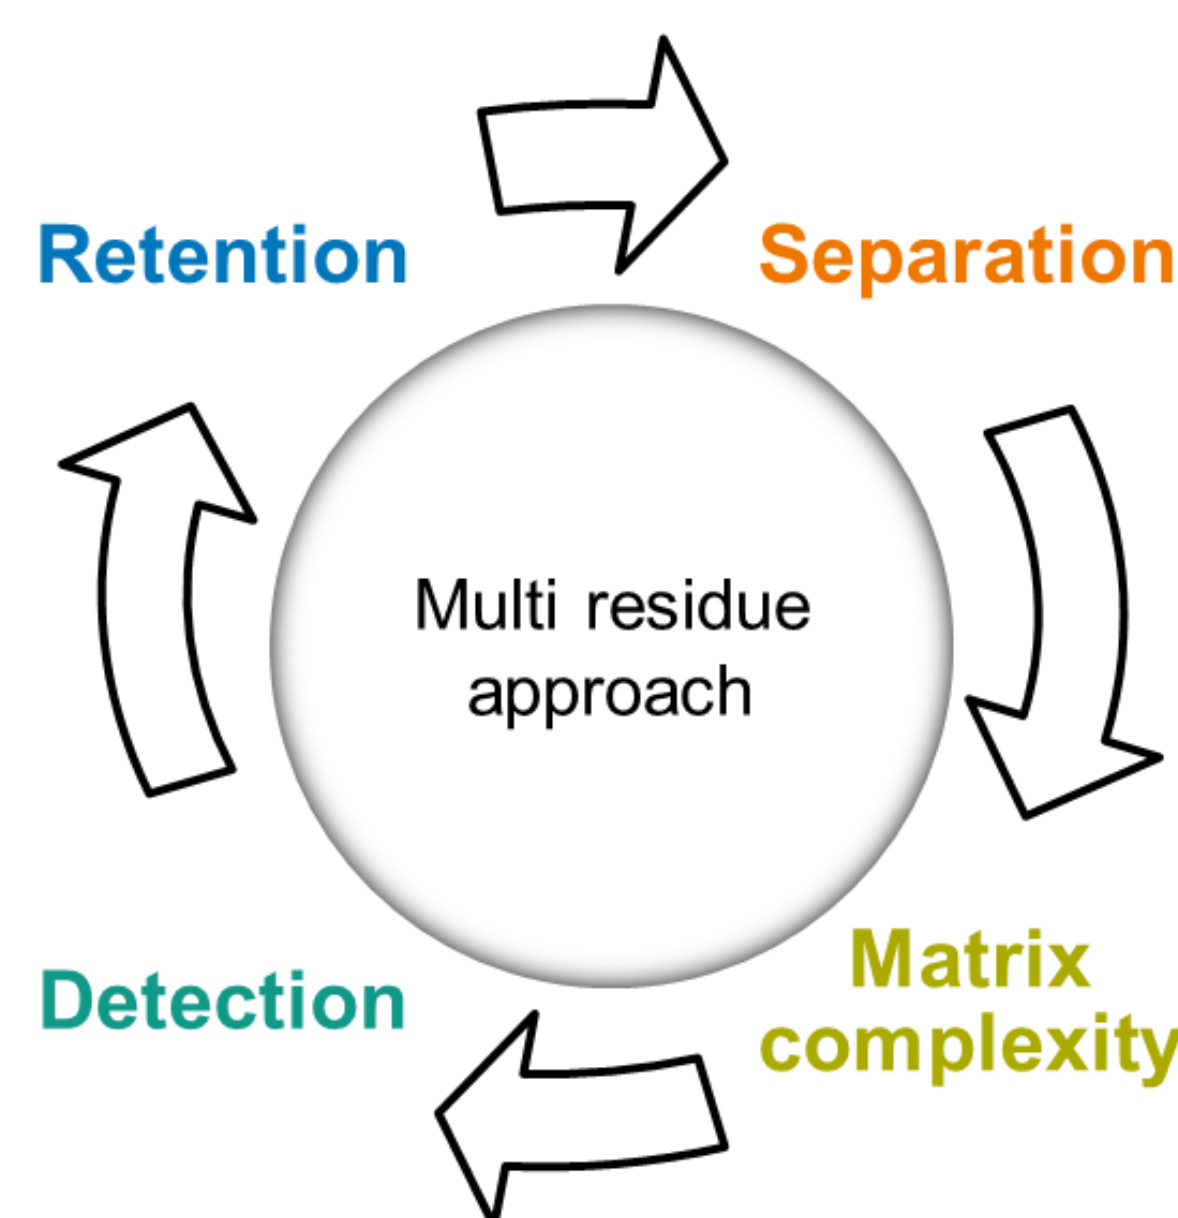 Retention
Separation
Multi residue
approach
Detection
Matrix
complexity